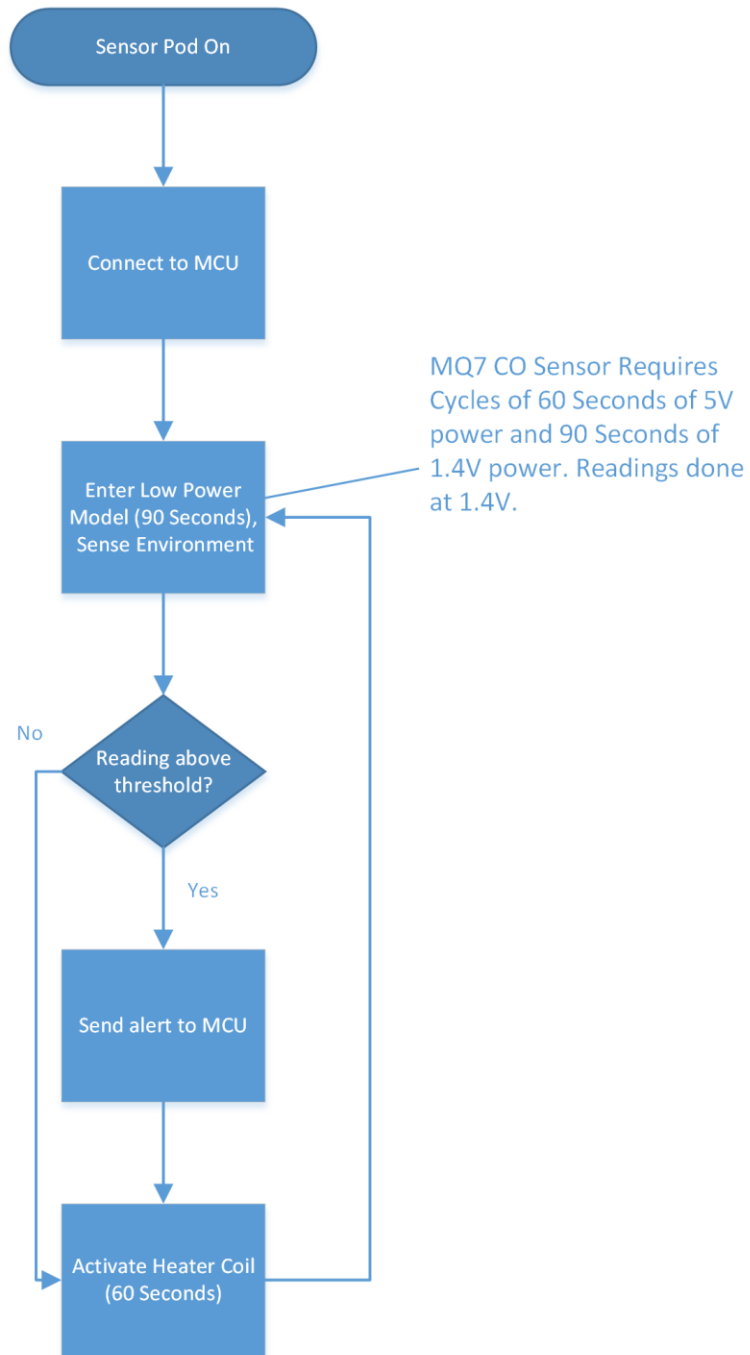 Sensor Pod On
Connect to MCU
MQ7 CO Sensor Requires
Cycles of 60 Seconds of 5V
power and 90 Seconds of
1.4V power. Readings done
at 1.4V.
Enter Low Power
Model (90 Seconds),
Sense Environment
No
Reading above
threshold?
Yes
Send alert to MCU
Activate Heater Coil
(60 Seconds)